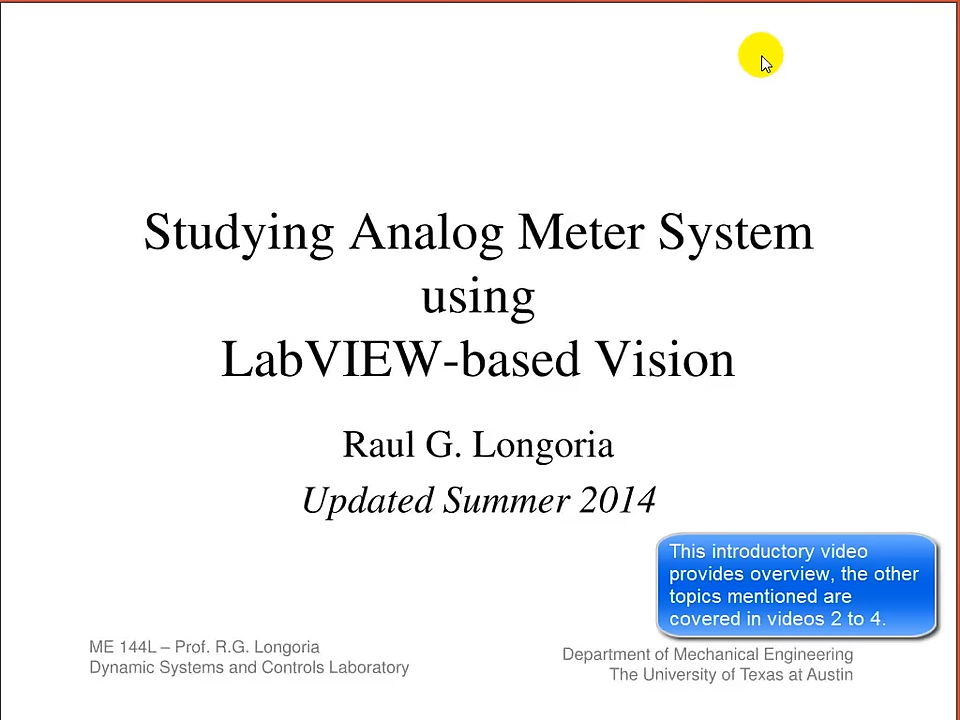 Studying Analog Meter System
using
LabVIEW-based Vision
Raul G. Longoria
Updated Summer 2014
This introductory video
provides overview, the other
topics mentioned are
covered in videos 2 to 4.
ME 144L – Prof. R.G. Longoria
Dynamic Systems and Controls Laboratory
Department of Mechanical Engineering
The University of Texas at Austin